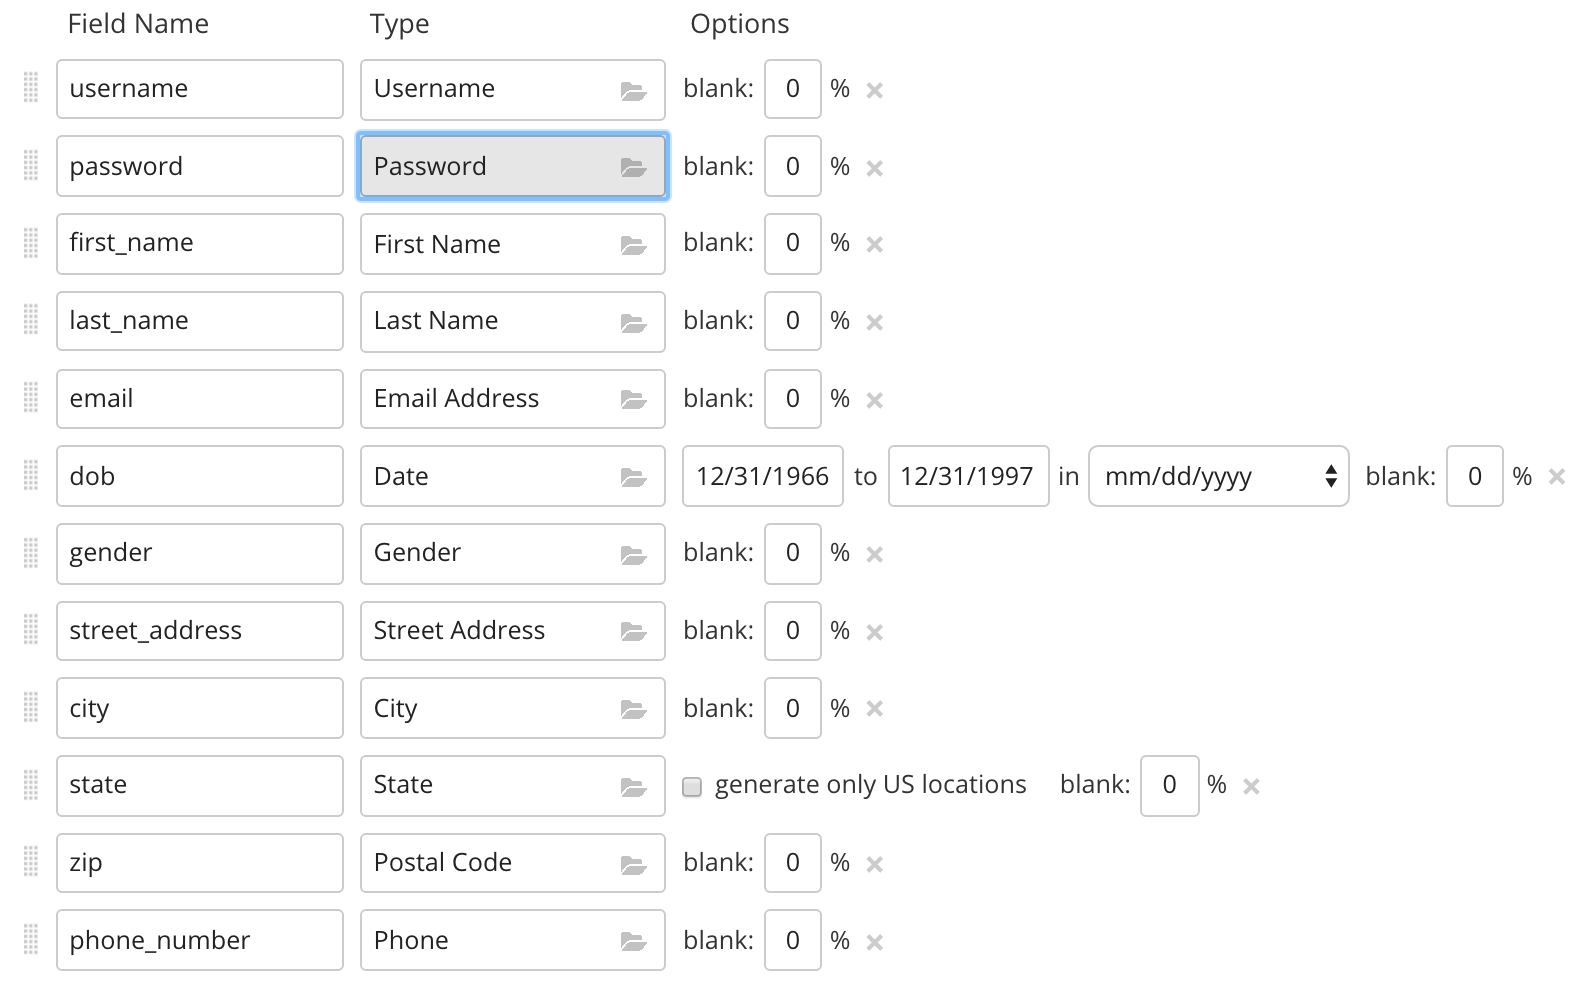 Field Name Type Options
username Username blank: 0 %
password Password blank: 0 %
first_name First Name blank: 0 %
last_name Last Name blank: 0 %
email Email Address blank: 0 %
dob Date 12/31/1966 to 12/31/1997 in mm/dd/yyyy blank: 0 %
gender Gender blank: 0 %
street_address Street Address blank: 0 %
city City blank: 0 %
state State generate only US locations blank: 0 %
zip Postal Code blank: 0 %
phone_number Phone blank: 0 %